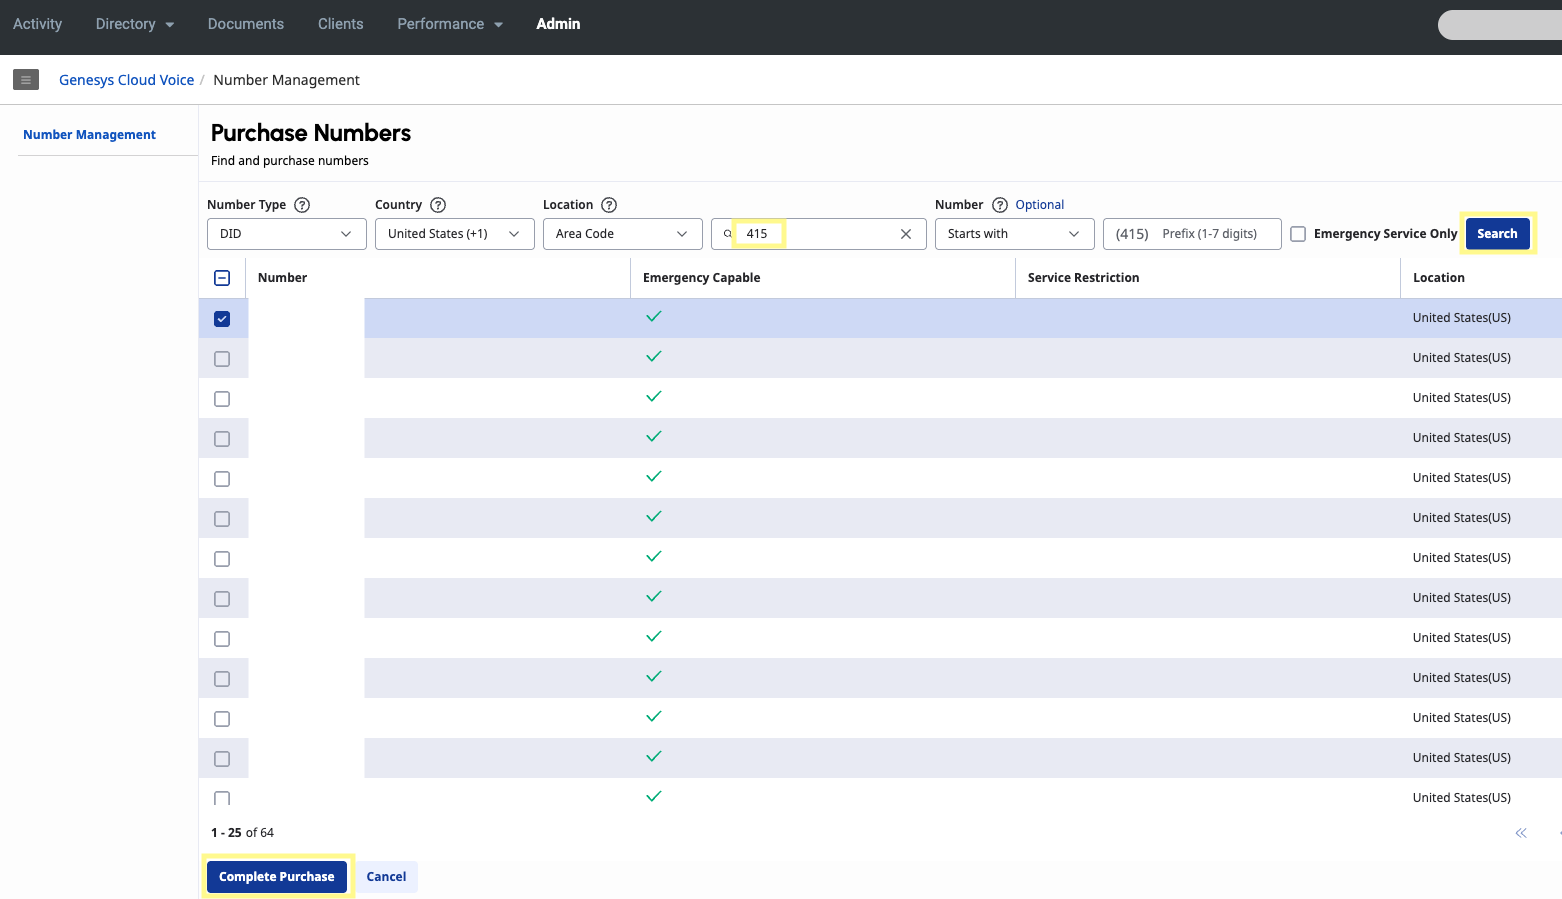 Activity Directory Documents Clients Performance Admin
Genesys Cloud Voice / Number Management
Number Management
Purchase Numbers
Find and purchase numbers
Number Type ? Country ? Location ? Number ? Optional
DID United States (+1) Area Code 415 Starts with (415) Prefix (1-7 digits) Emergency Service Only Search
Number Emergency Capable Service Restriction Location
United States(US)
United States(US)
United States(US)
United States(US)
United States(US)
United States(US)
United States(US)
United States(US)
United States(US)
United States(US)
United States(US)
United States(US)
United States(US)
1 - 25 of 64
Complete Purchase Cancel